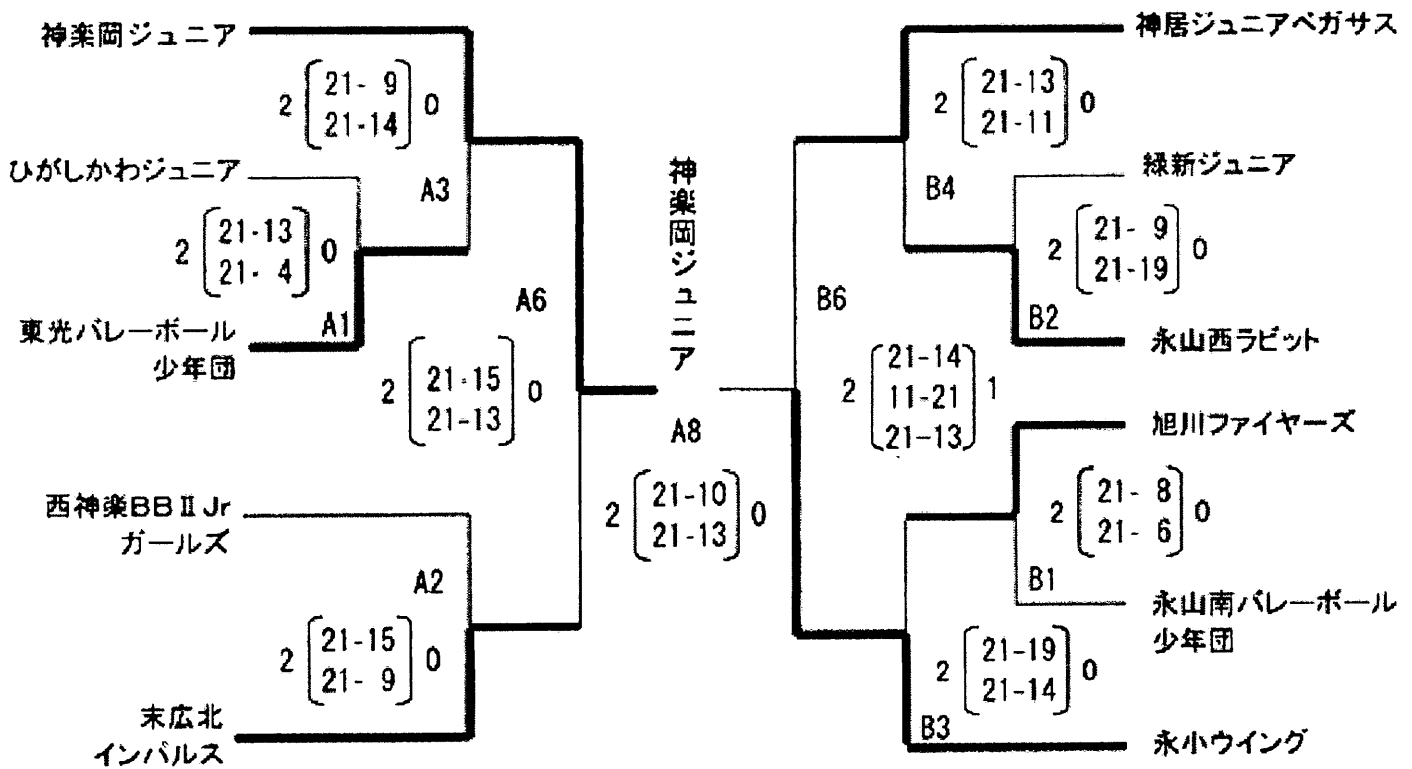 神楽岡ジュニア
2 21- 9 0
21-14
ひがしかわジュニア
A3
2 21-13 0
21- 4
A1
東光バレーボール
少年団
A6
2 21-15 0
21-13
西神楽BBⅡJr
ガールズ
A2
2 21-15 0
21- 9
末広北
インパルス
神楽岡ジュニア
A8
2 21-10 0
21-13
神居ジュニアペガサス
2 21-13 0
21-11
緑新ジュニア
B4
2 21- 9 0
21-19
B2
永山西ラビット
B6
2 21-14 1
11-21
21-13
旭川ファイヤーズ
2 21- 8 0
21- 6
B1
永山南バレーボール
少年団
2 21-19 0
21-14
B3
永小ウイング